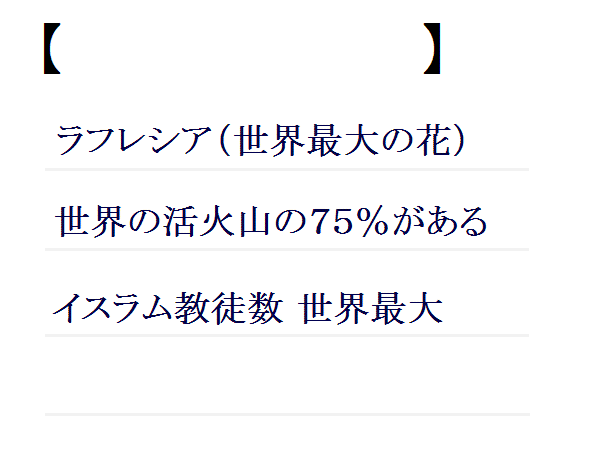 【　　　　　　　　　】
ラフレシア（世界最大の花）
世界の活火山の75％がある
イスラム教徒数 世界最大